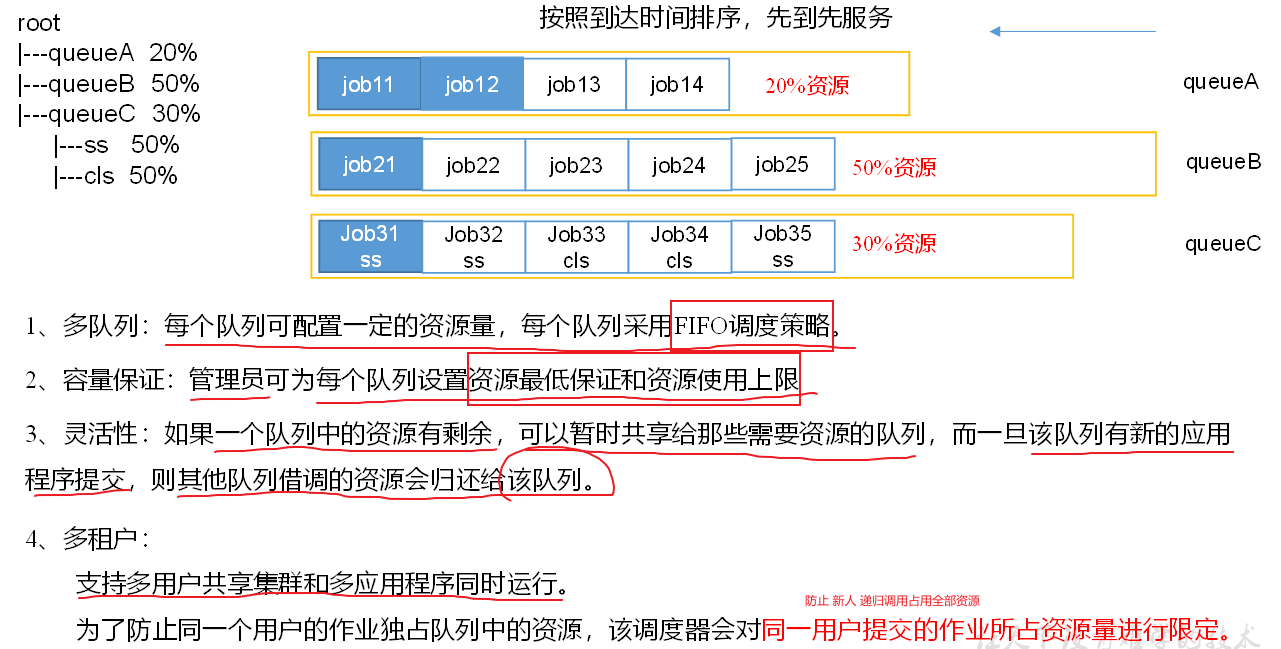 root
|---queueA 20%
|---queueB 50%
|---queueC 30%
|---ss 50%
|---cls 50%
按照到达时间排序，先到先服务
job11 job12 job13 job14 20%资源 queueA
job21 job22 job23 job24 job25 50%资源 queueB
Job31 Job32 Job33 Job34 Job35 30%资源 queueC
ss ss cls cls ss
1、多队列：每个队列可配置一定的资源量，每个队列采用FIFO调度策略。
2、容量保证：管理员可为每个队列设置资源最低保证和资源使用上限
3、灵活性：如果一个队列中的资源有剩余，可以暂时共享给那些需要资源的队列，而一旦该队列有新的应用
程序提交，则其他队列借调的资源会归还给该队列。
4、多租户：
支持多用户共享集群和多应用程序同时运行。
防止 新人 递归调用占用全部资源
为了防止同一个用户的作业独占队列中的资源，该调度器会对同一用户提交的作业所占资源量进行限定。